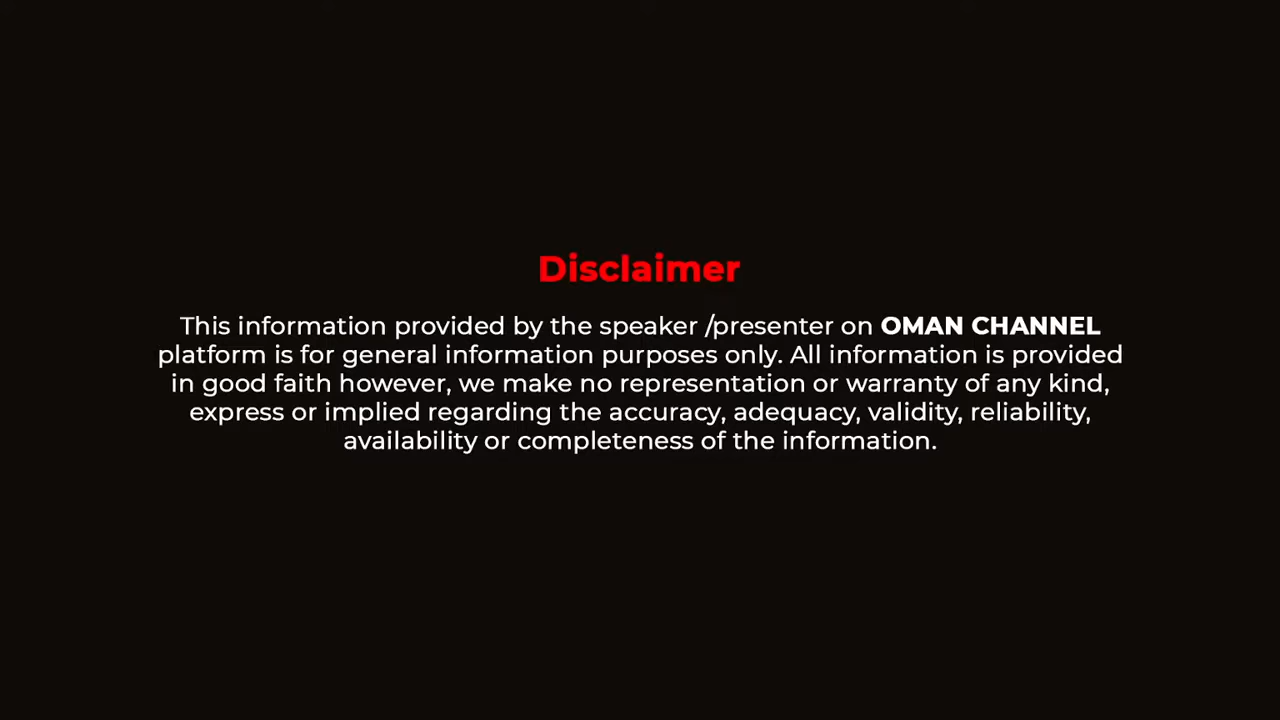 Disclaimer
This information provided by the speaker /presenter on OMAN CHANNEL
platform is for general information purposes only. All information is provided
in good faith however, we make no representation or warranty of any kind,
express or implied regarding the accuracy, adequacy, validity, reliability,
availability or completeness of the information.